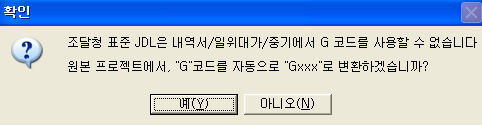 확인
조달청 표준 JDL은 내역서/일위대가/중기에서 G 코드를 사용할 수 없습니다
원본 프로젝트에서, "G"코드를 자동으로 "Gxxx"로 변환하겠습니까?
예(Y)
아니오(N)